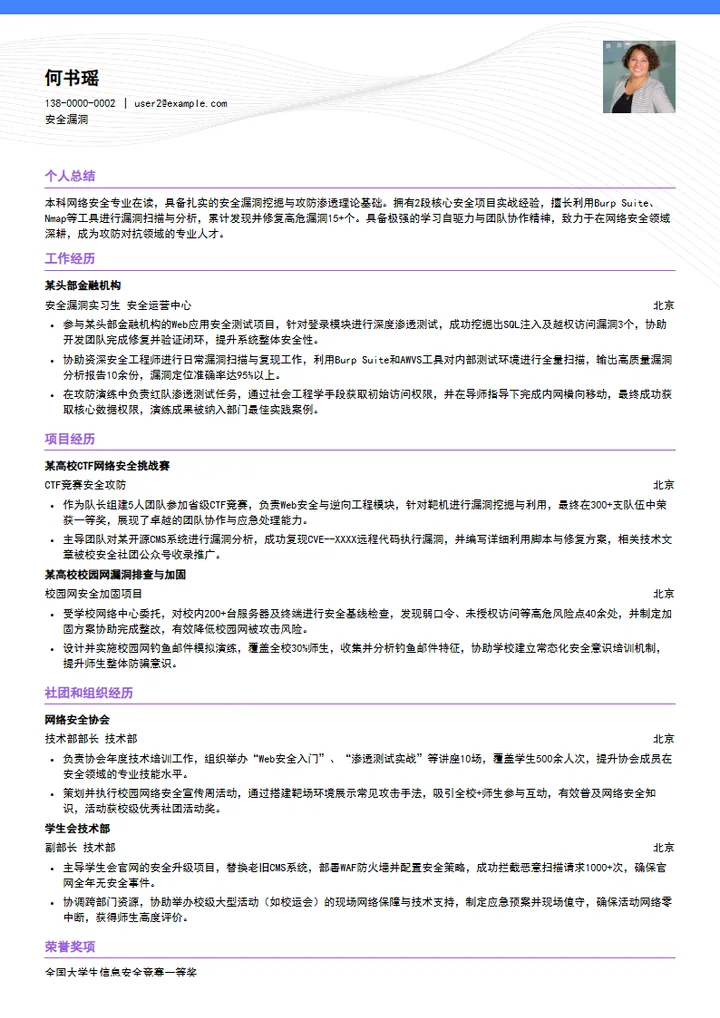 何书瑶
138-0000-0002 | user2@example.com
安全漏洞
个人总结
本科网络安全专业在读，具备扎实的安全漏洞挖掘与攻防渗透理论基础。拥有2段核心安全项目实战经验，擅长利用Burp Suite、
Nmap等工具进行漏洞扫描与分析，累计发现并修复高危漏洞15+个。具备极强的学习自驱力与团队协作精神，致力于在网络安全领域
深耕，成为攻防对抗领域的专业人才。
工作经历
某头部金融机构
安全漏洞实习生 安全运营中心 北京
• 参与某头部金融机构的Web应用安全测试项目，针对登录模块进行深度渗透测试，成功挖掘出SQL注入及越权访问漏洞3个，协助
开发团队完成修复并验证闭环，提升系统整体安全性。
• 协助资深安全工程师进行日常漏洞扫描与复现工作，利用Burp Suite和AWVS工具对内部测试环境进行全量扫描，输出高质量漏洞
分析报告10余份，漏洞定位准确率达95%以上。
• 在攻防演练中负责红队渗透测试任务，通过社会工程学手段获取初始访问权限，并在导师指导下完成内网横向移动，最终成功获
取核心数据权限，演练成果被纳入部门最佳实践案例。
项目经历
某高校CTF网络安全挑战赛
CTF竞赛安全攻防 北京
• 作为队长组建5人团队参加省级CTF竞赛，负责Web安全与逆向工程模块，针对靶机进行漏洞挖掘与利用，最终在300+支队伍中荣
获一等奖，展现了卓越的团队协作与应急处理能力。
• 主导团队对某开源CMS系统进行漏洞分析，成功复现CVE--XXXX远程代码执行漏洞，并编写详细利用脚本与修复方案，相关技术文
章被校安全社团公众号收录推广。
某高校校园网漏洞排查与加固
校园网安全加固项目 北京
• 受学校网络中心委托，对校内200+台服务器及终端进行安全基线检查，发现弱口令、未授权访问等高危风险点40余处，并制定加
固方案协助完成整改，有效降低校园网被攻击风险。
• 设计并实施校园网钓鱼邮件模拟演练，覆盖全校30%师生，收集并分析钓鱼邮件特征，协助学校建立常态化安全意识培训机制，
提升师生整体防骗意识。
社团和组织经历
网络安全协会
技术部部长 技术部 北京
• 负责协会年度技术培训工作，组织举办“Web安全入门”、“渗透测试实战”等讲座10场，覆盖学生500余人次，提升协会成员在
安全领域的专业技能水平。
• 策划并执行校园网络安全宣传周活动，通过搭建靶场环境展示常见攻击手法，吸引全校+师生参与互动，有效普及网络安全知
识，活动获校级优秀社团活动奖。
学生会技术部
副部长 技术部 北京
• 主导学生会官网的安全升级项目，替换老旧CMS系统，部署WAF防火墙并配置安全策略，成功拦截恶意扫描请求1000+次，确保官
网全年无安全事件。
• 协调跨部门资源，协助举办校级大型活动（如校运会）的现场网络保障与技术支持，制定应急预案并现场值守，确保活动网络零
中断，获得师生高度评价。
荣誉奖项
全国大学生信息安全竞赛一等奖